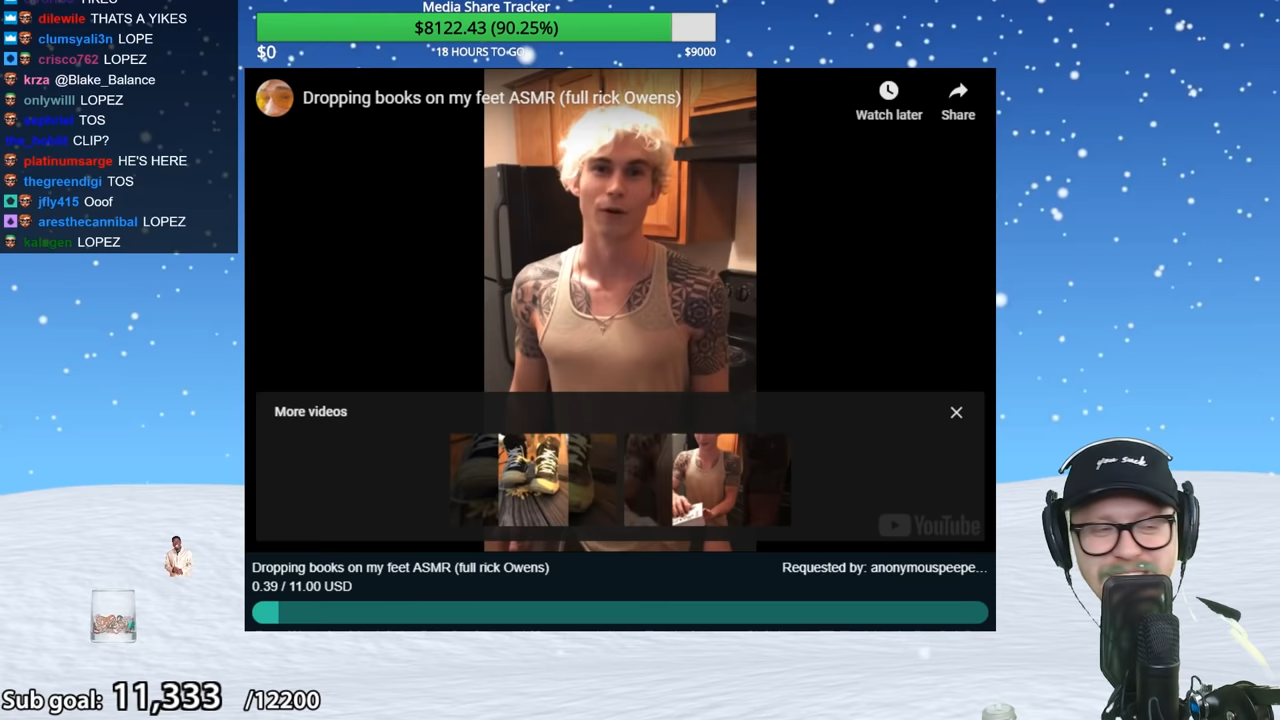 dilewile THATS A YIKES
clumsyali3n LOPE
crisco762 LOPEZ
krza @Blake_Balance
onlywilll LOPEZ
TOS
CLIP?
platinumsarge HE'S HERE
thegreendigi TOS
jfly415 Ooof
aresthecannibal LOPEZ
LOPEZ
Media Share Tracker
$8122.43 (90.25%)
$0
18 HOURS TO GO
$9000
Dropping books on my feet ASMR (full rick Owens)
Watch later
Share
More videos
YouTube
Dropping books on my feet ASMR (full rick Owens)
Requested by: anonymouspeepe...
0.39 / 11.00 USD
you suck
Sub goal: 11,333 /12200